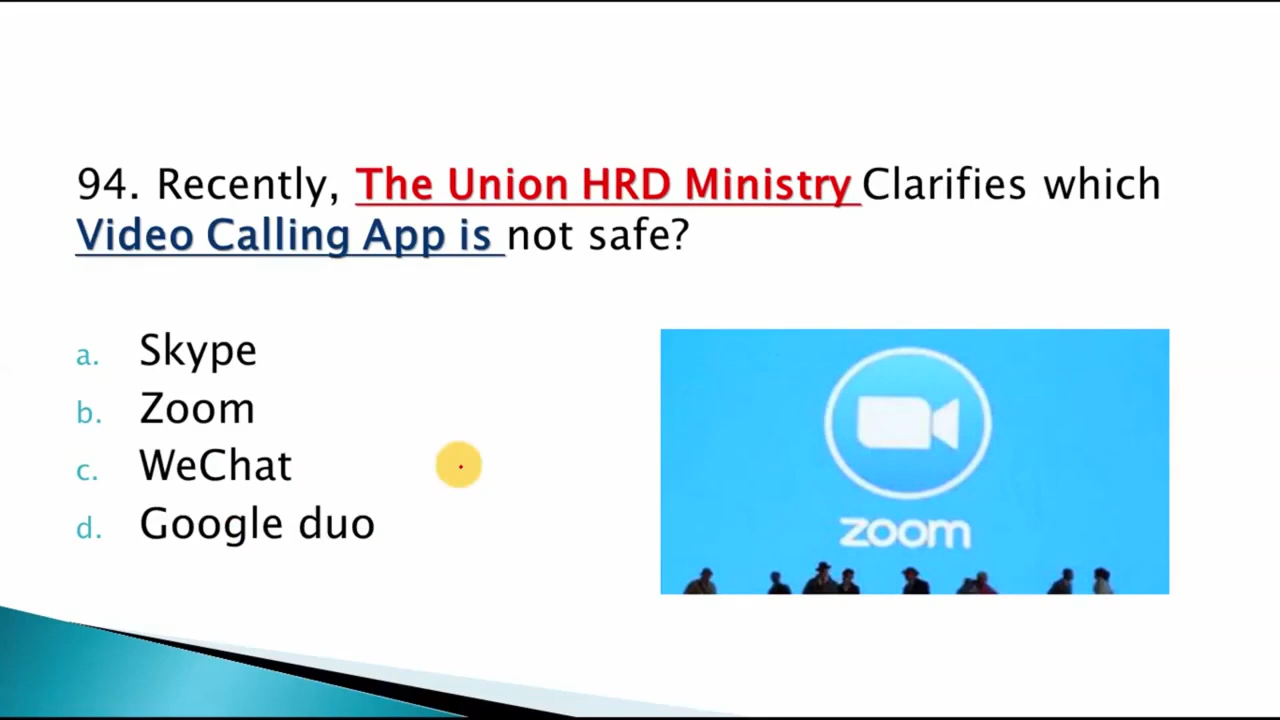 94. Recently, The Union HRD Ministry Clarifies which
Video Calling App is not safe?
a. Skype
b. Zoom
c. WeChat
d. Google duo
zoom